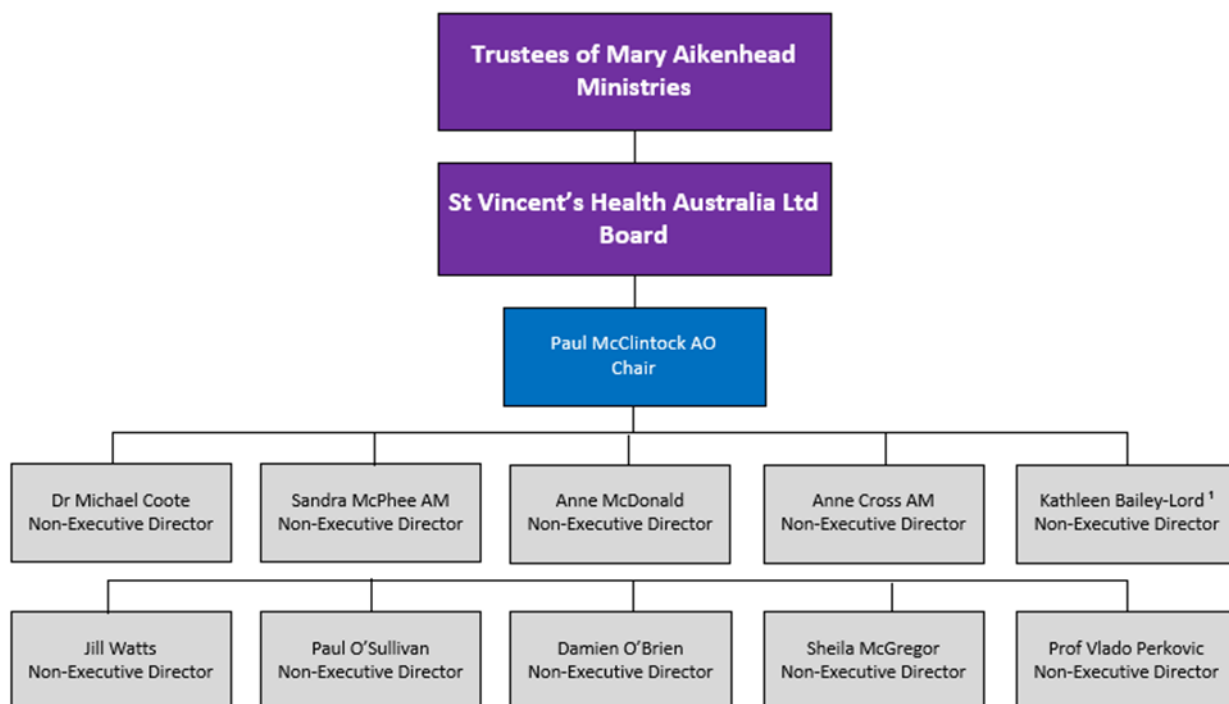 Trustees of Mary Aikenhead
Ministries
St Vincent’s Health Australia Ltd
Board
Paul McClintock AO
Chair
Dr Michael Coote
Non-Executive Director
Sandra McPhee AM
Non-Executive Director
Anne McDonald
Non-Executive Director
Anne Cross AM
Non-Executive Director
Kathleen Bailey-Lord ¹
Non-Executive Director
Jill Watts
Non-Executive Director
Paul O’Sullivan
Non-Executive Director
Damien O’Brien
Non-Executive Director
Sheila McGregor
Non-Executive Director
Prof Vlado Perkovic
Non-Executive Director